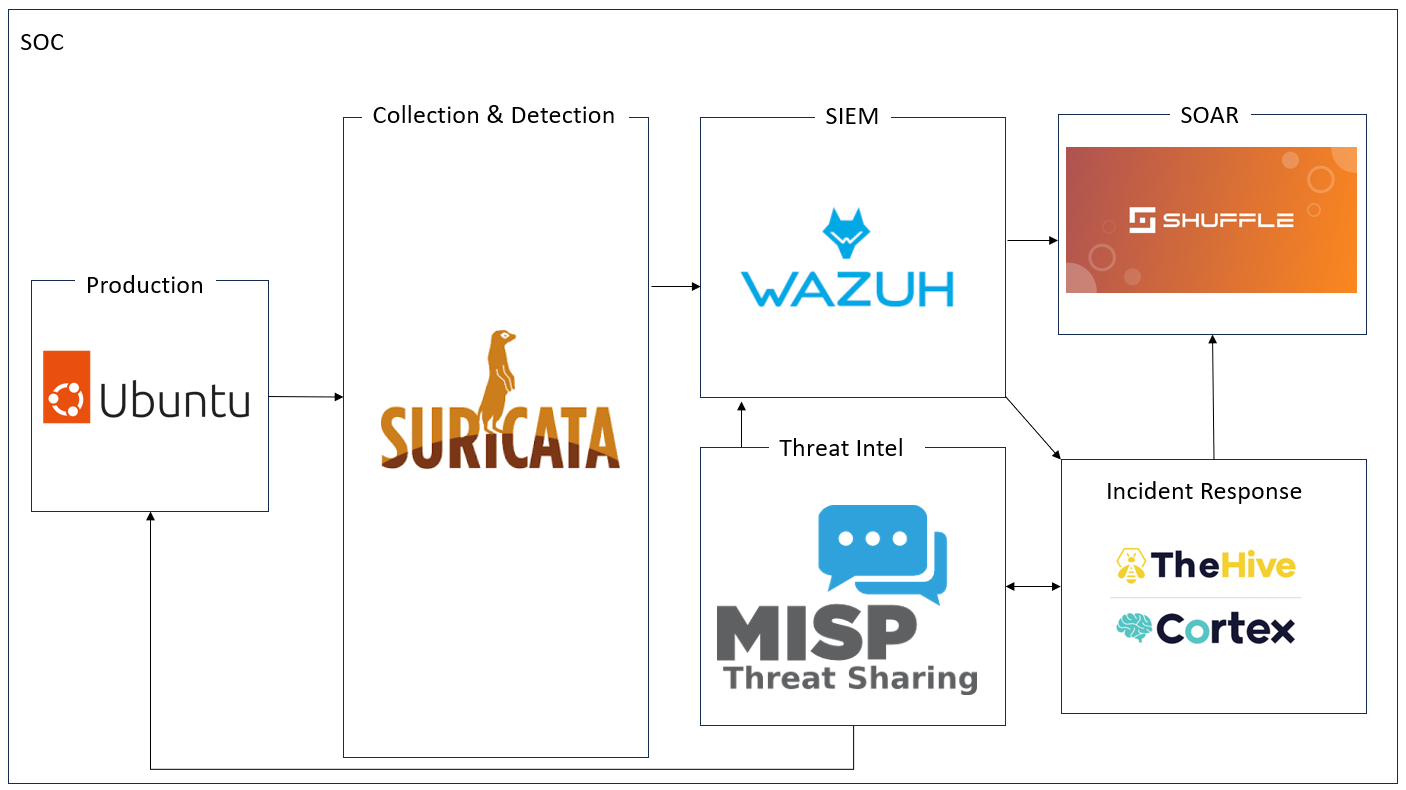 SOC
Collection & Detection
SIEM
SOAR
SHUFFLE
WAZUH
Production
Ubuntu
SURICATA
Threat Intel
MISP
Threat Sharing
Incident Response
TheHive
Cortex